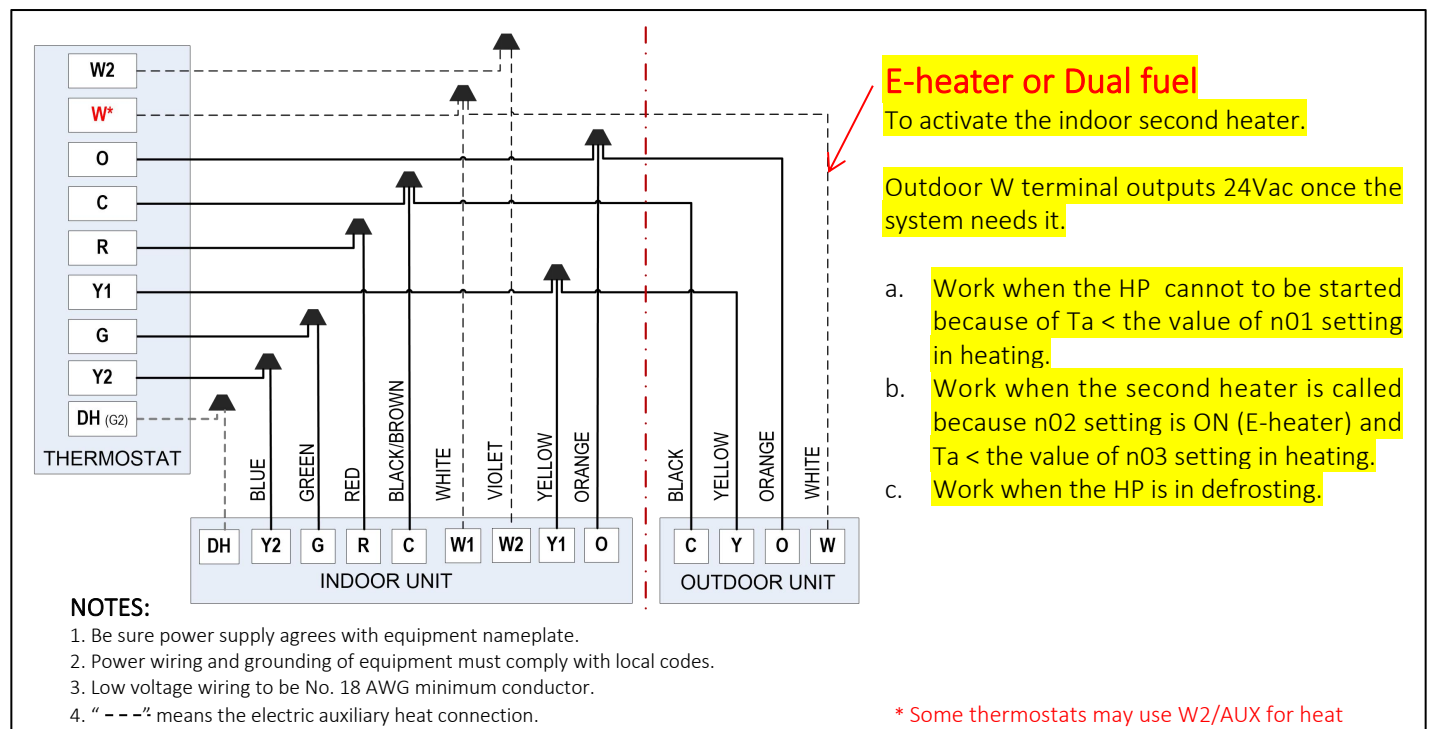 W2
W*
O
C
R
Y1
G
Y2
DH (G2)
THERMOSTAT
BLUE
GREEN
RED
BLACK/BROWN
WHITE
VIOLET
YELLOW
ORANGE
BLACK
YELLOW
ORANGE
WHITE
DH Y2 G R C W1 W2 Y1 O
INDOOR UNIT
C Y O W
OUTDOOR UNIT
E-heater or Dual fuel
To activate the indoor second heater.
Outdoor W terminal outputs 24Vac once the
system needs it.
a. Work when the HP cannot to be started
because of Ta < the value of n01 setting
in heating.
b. Work when the second heater is called
because n02 setting is ON (E-heater) and
Ta < the value of n03 setting in heating.
c. Work when the HP is in defrosting.
NOTES:
1. Be sure power supply agrees with equipment nameplate.
2. Power wiring and grounding of equipment must comply with local codes.
3. Low voltage wiring to be No. 18 AWG minimum conductor.
4. “ - - -” means the electric auxiliary heat connection.
* Some thermostats may use W2/AUX for heat